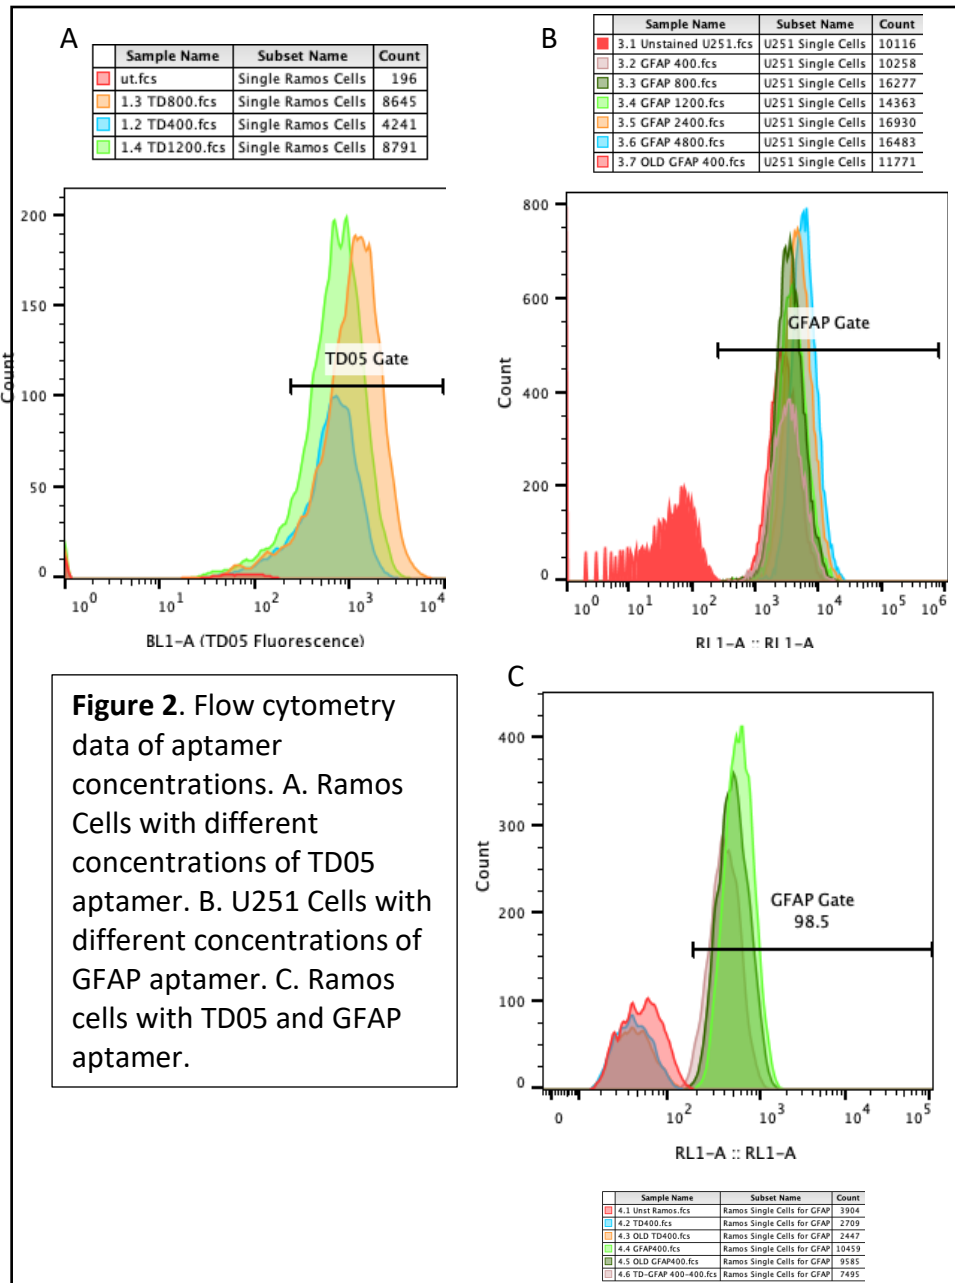 A
Sample Name Subset Name Count
ut.fcs Single Ramos Cells 196
1.3 TD800.fcs Single Ramos Cells 8645
1.2 TD400.fcs Single Ramos Cells 4241
1.4 TD1200.fcs Single Ramos Cells 8791
200
150
100
50
0
Count
TD05 Gate
10^0 10^1 10^2 10^3 10^4
BL1-A (TD05 Fluorescence)
B
Sample Name Subset Name Count
3.1 Unstained U251.fcs U251 Single Cells 10116
3.2 GFAP 400.fcs U251 Single Cells 10258
3.3 GFAP 800.fcs U251 Single Cells 16277
3.4 GFAP 1200.fcs U251 Single Cells 14363
3.5 GFAP 2400.fcs U251 Single Cells 16930
3.6 GFAP 4800.fcs U251 Single Cells 16483
3.7 OLD GFAP 400.fcs U251 Single Cells 11771
800
600
400
200
0
Count
GFAP Gate
10^0 10^1 10^2 10^3 10^4 10^5 10^6
RL1-A :: RL1-A
Figure 2. Flow cytometry
data of aptamer
concentrations. A. Ramos
Cells with different
concentrations of TD05
aptamer. B. U251 Cells with
different concentrations of
GFAP aptamer. C. Ramos
cells with TD05 and GFAP
aptamer.
C
400
300
200
100
0
Count
GFAP Gate
98.5
0 10^2 10^3 10^4 10^5
RL1-A :: RL1-A
Sample Name Subset Name Count
4.1 Unst Ramos.fcs Ramos Single Cells for GFAP 3904
4.2 TD400.fcs Ramos Single Cells for GFAP 2709
4.3 OLD TD400.fcs Ramos Single Cells for GFAP 2447
4.4 GFAP400.fcs Ramos Single Cells for GFAP 10459
4.5 OLD GFAP400.fcs Ramos Single Cells for GFAP 9585
4.6 TD-GFAP 400-400.fcs Ramos Single Cells for GFAP 7495